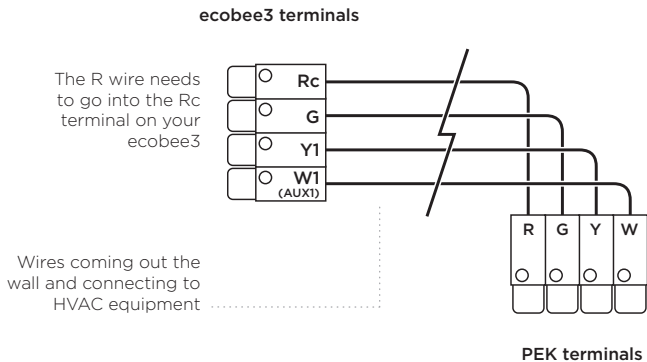 ecobee3 terminals
The R wire needs
to go into the Rc
terminal on your
ecobee3
Rc
G
Y1
W1
(AUX1)
R G Y W
Wires coming out the
wall and connecting to
HVAC equipment
PEK terminals